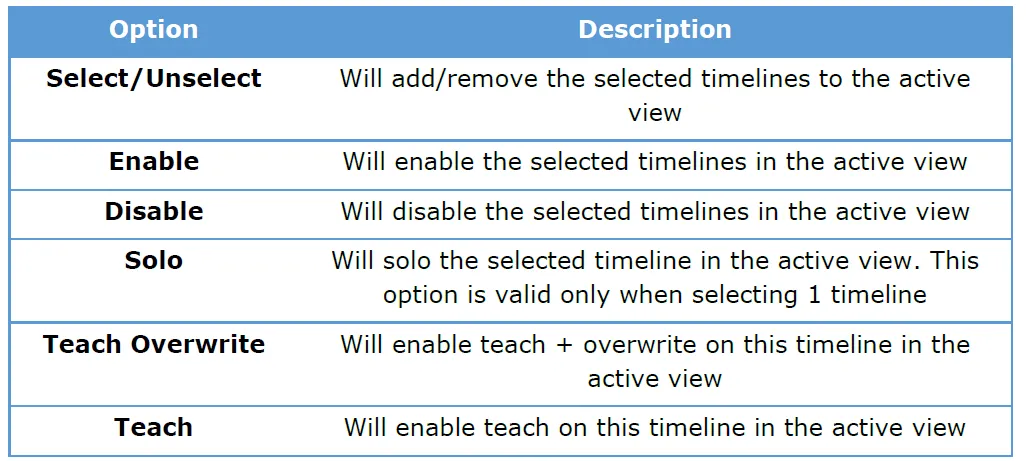 Option Description
Select/Unselect Will add/remove the selected timelines to the active
view
Enable Will enable the selected timelines in the active view
Disable Will disable the selected timelines in the active view
Solo Will solo the selected timeline in the active view. This
option is valid only when selecting 1 timeline
Teach Overwrite Will enable teach + overwrite on this timeline in the
active view
Teach Will enable teach on this timeline in the active view